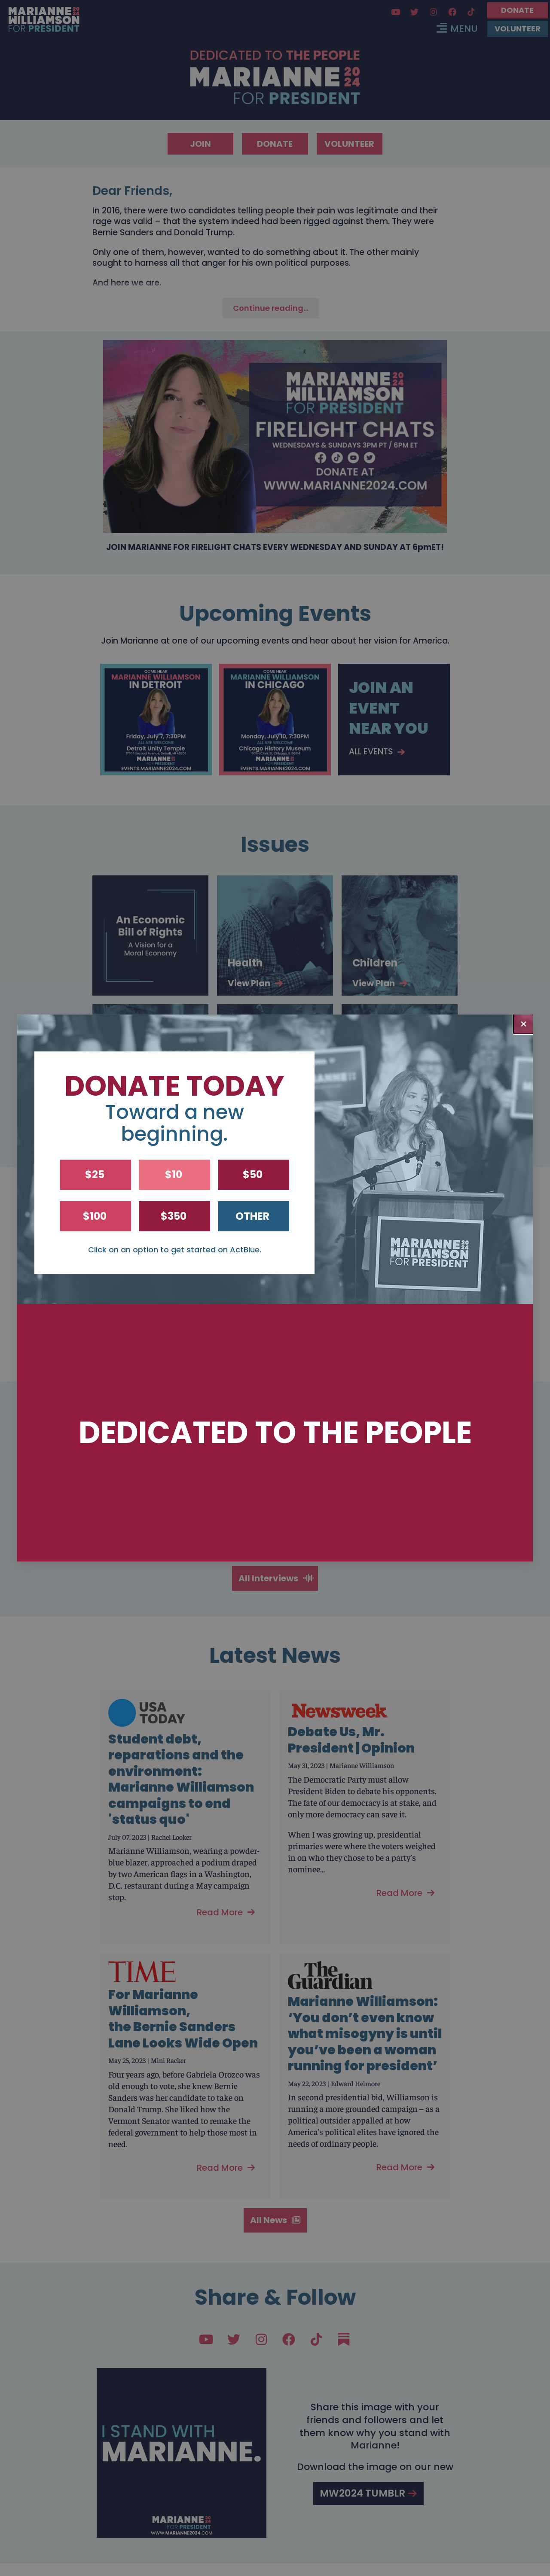 MARIANNE
WILLIAMSON
FOR PRESIDENT
DONATE
MENU
VOLUNTEER
DEDICATED TO THE PEOPLE
MARIANNE 2024
FOR PRESIDENT
JOIN
DONATE
VOLUNTEER
Dear Friends,
In 2016, there were two candidates telling people their pain was legitimate and their
rage was valid – that the system indeed had been rigged against them. They were
Bernie Sanders and Donald Trump.
Only one of them, however, wanted to do something about it. The other mainly
sought to harness all that anger for his own political purposes.
And here we are.
Continue reading...
MARIANNE 2024
WILLIAMSON
FOR PRESIDENT
FIRELIGHT CHATS
WEDNESDAYS & SUNDAYS 3PM PT / 6PM ET
DONATE AT
WWW.MARIANNE2024.COM
JOIN MARIANNE FOR FIRELIGHT CHATS EVERY WEDNESDAY AND SUNDAY AT 6pmET!
Upcoming Events
Join Marianne at one of our upcoming events and hear about her vision for America.
COME HEAR
MARIANNE WILLIAMSON
IN DETROIT
Friday, July 7, 7:30PM
ALL ARE WELCOME
Detroit Unity Temple
MARIANNE
FOR PRESIDENT
EVENTS.MARIANNE2024.COM
COME HEAR
MARIANNE WILLIAMSON
IN CHICAGO
Monday, July 10, 7:30PM
ALL ARE WELCOME
Chicago History Museum
MARIANNE
FOR PRESIDENT
EVENTS.MARIANNE2024.COM
JOIN AN
EVENT
NEAR YOU
ALL EVENTS
Issues
An Economic
Bill of Rights
A Vision for a
Moral Economy
Health
View Plan
Children
View Plan
×
DONATE TODAY
Toward a new
beginning.
$25
$10
$50
$100
$350
OTHER
Click on an option to get started on ActBlue.
MARIANNE
WILLIAMSON
FOR PRESIDENT
DEDICATED TO THE PEOPLE
All Interviews
Latest News
USA
TODAY
Student debt,
reparations and the
environment:
Marianne Williamson
campaigns to end
'status quo'
July 07, 2023 | Rachel Looker
Marianne Williamson, wearing a powder-
blue blazer, approached a podium draped
by two American flags in a Washington,
D.C. restaurant during a May campaign
stop.
Read More
Newsweek
Debate Us, Mr.
President | Opinion
May 31, 2023 | Marianne Williamson
The Democratic Party must allow
President Biden to debate his opponents.
The fate of our democracy is at stake, and
only more democracy can save it.
When I was growing up, presidential
primaries were where the voters weighed
in on who they chose to be a party's
nominee...
Read More
TIME
For Marianne
Williamson,
the Bernie Sanders
Lane Looks Wide Open
May 25, 2023 | Mini Racker
Four years ago, before Gabriela Orozco was
old enough to vote, she knew Bernie
Sanders was her candidate to take on
Donald Trump. She liked how the
Vermont Senator wanted to remake the
federal government to help those most in
need.
Read More
The
Guardian
Marianne Williamson:
‘You don’t even know
what misogyny is until
you’ve been a woman
running for president’
May 22, 2023 | Edward Helmore
In second presidential bid, Williamson is
running a more grounded campaign – as a
political outsider appalled at how
America’s political elites have ignored the
needs of ordinary people.
Read More
All News
Share & Follow
I STAND WITH
MARIANNE.
MARIANNE
FOR PRESIDENT
WWW.MARIANNE2024.COM
Share this image with your
friends and followers and let
them know why you stand with
Marianne!
Download the image on our new
MW2024 TUMBLR